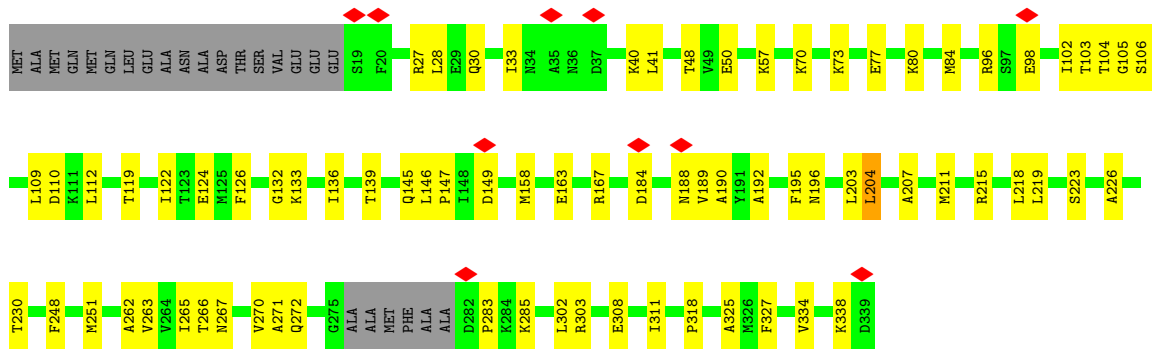 MET ALA MET GLN MET GLN LEU GLU ALA ASN ALA ASP THR SER VAL GLU GLU GLU S19 F20 R27 L28 E29 Q30 I33 N34 A35 N36 D37 K40 L41 T48 V49 E50 K57 K70 K73 E77 K80 M84 R96 S97 E98 I102 T103 T104 G105 S106
L109 D110 K111 L112 T119 I122 T123 E124 M125 F126 G132 K133 I136 T139 Q145 L146 P147 I148 D149 M158 E163 R167 D184 N188 V189 A190 Y191 A192 F195 N196 L203 L204 A207 M211 R215 L218 L219 S223 A226
T230 F248 M251 A262 V263 V264 I265 T266 N267 V270 A271 Q272 G275 ALA ALA MET PHE ALA ALA D282 P283 K284 K285 L302 R303 E308 I311 P318 A325 M326 F327 V334 K338 D339